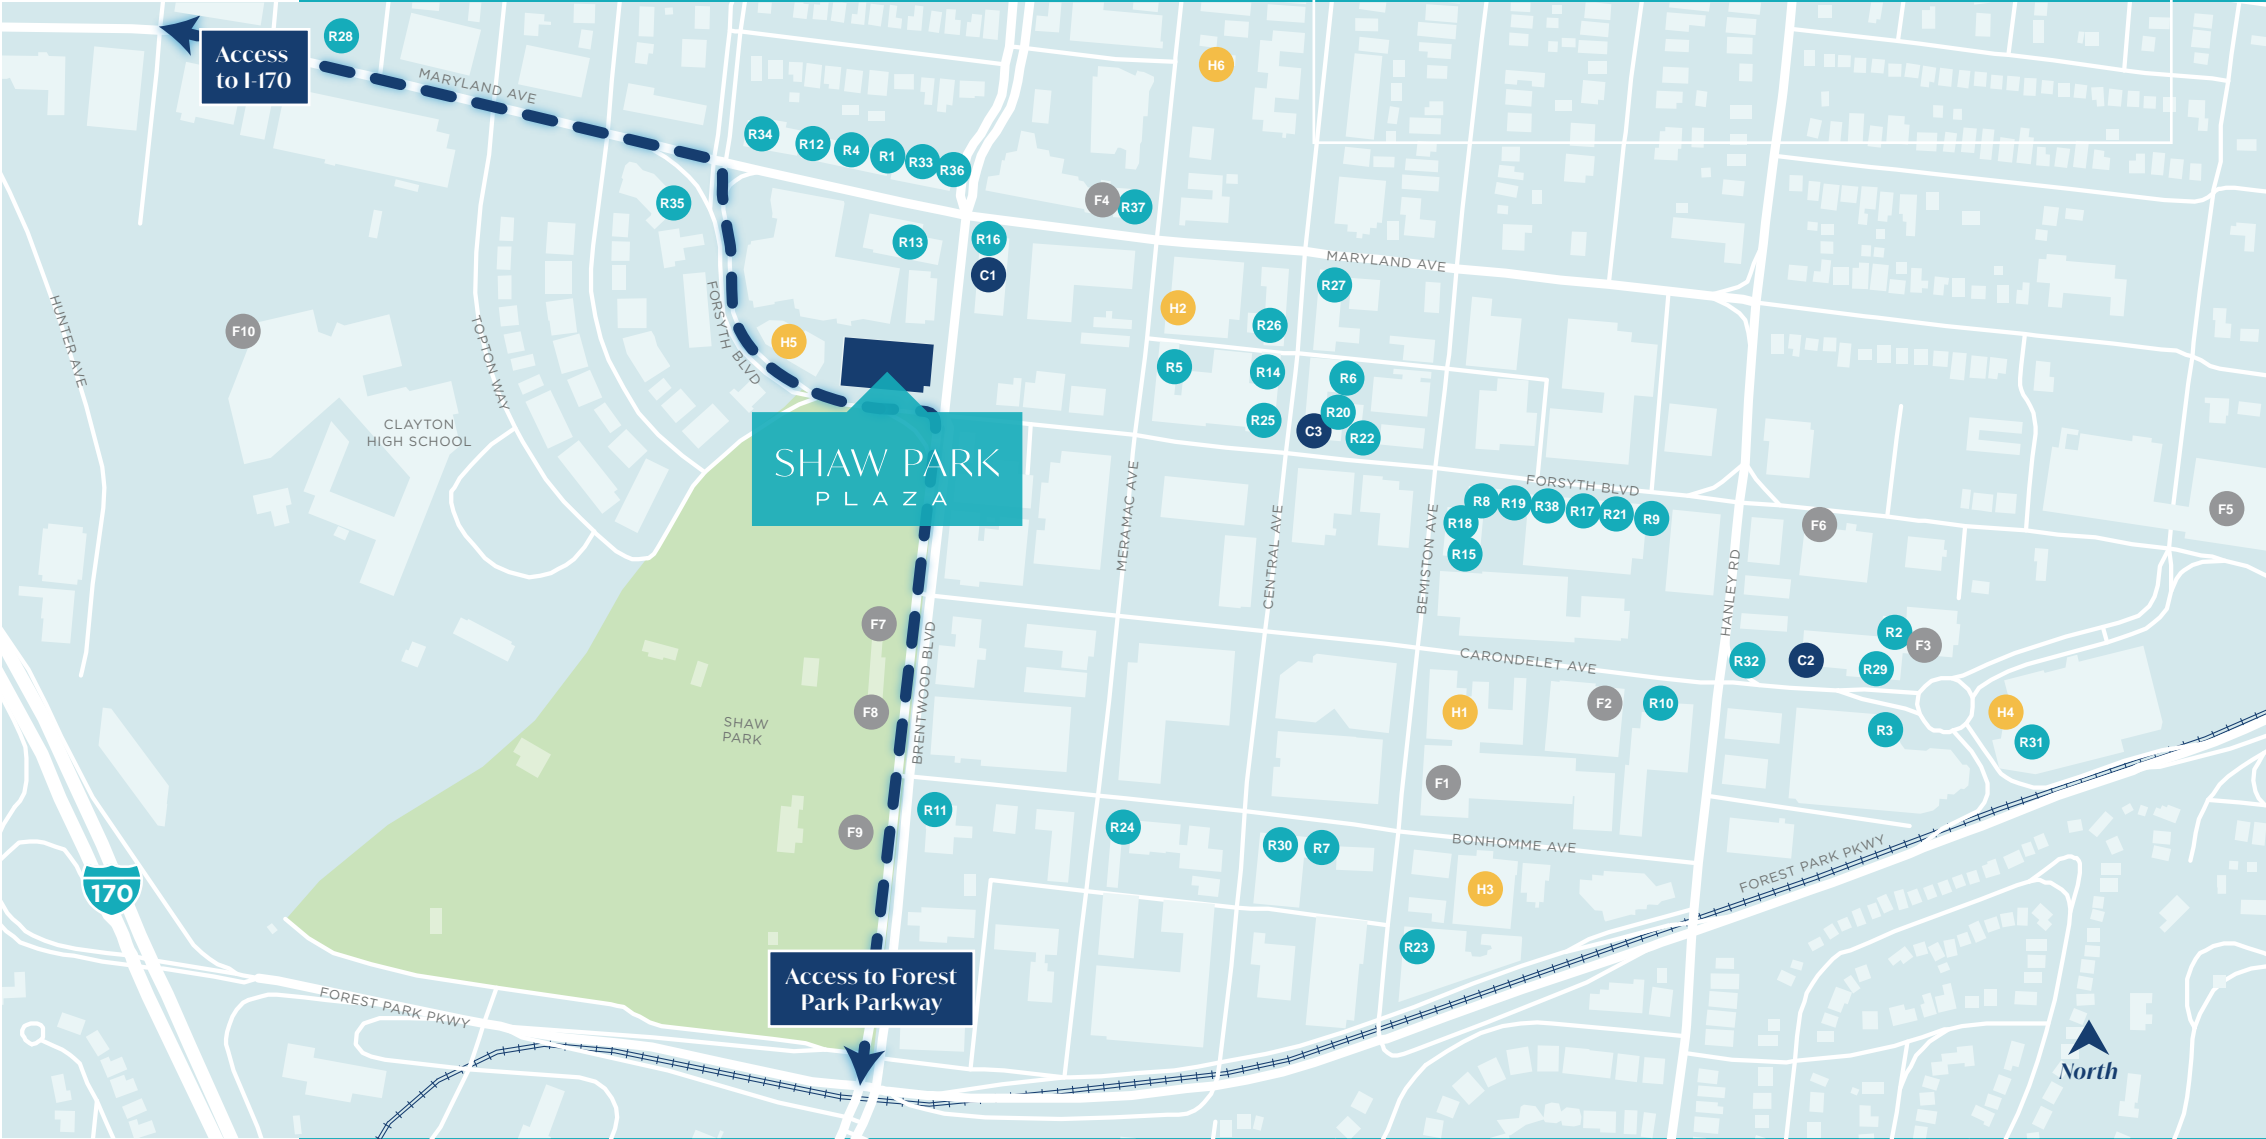 R28
Access
to I-170
MARYLAND AVE
H6
R34
R12
R4
R1
R33
R36
R35
F4
R37
R13
R16
C1
MARYLAND AVE
R27
H2
R26
HUNTER AVE
F10
TOPTON WAY
FORSYTH BLVD
H5
R5
R14
R6
R20
R25
C3
R22
CLAYTON
HIGH SCHOOL
SHAW PARK
PLAZA
MERAMAC AVE
CENTRAL AVE
BEMISTON AVE
FORSYTH BLVD
R8
R19
R38
R17
R21
R9
R18
R15
F6
F5
HANLEY RD
F7
BRENTWOOD BLVD
CARONDELET AVE
R32
C2
R2
F3
R29
F8
SHAW
PARK
H1
F2
R10
R3
H4
R31
F1
F9
R11
R24
R30
R7
BONHOMME AVE
FOREST PARK PKWY
170
H3
R23
Access to Forest
Park Parkway
FOREST PARK PKWY
North